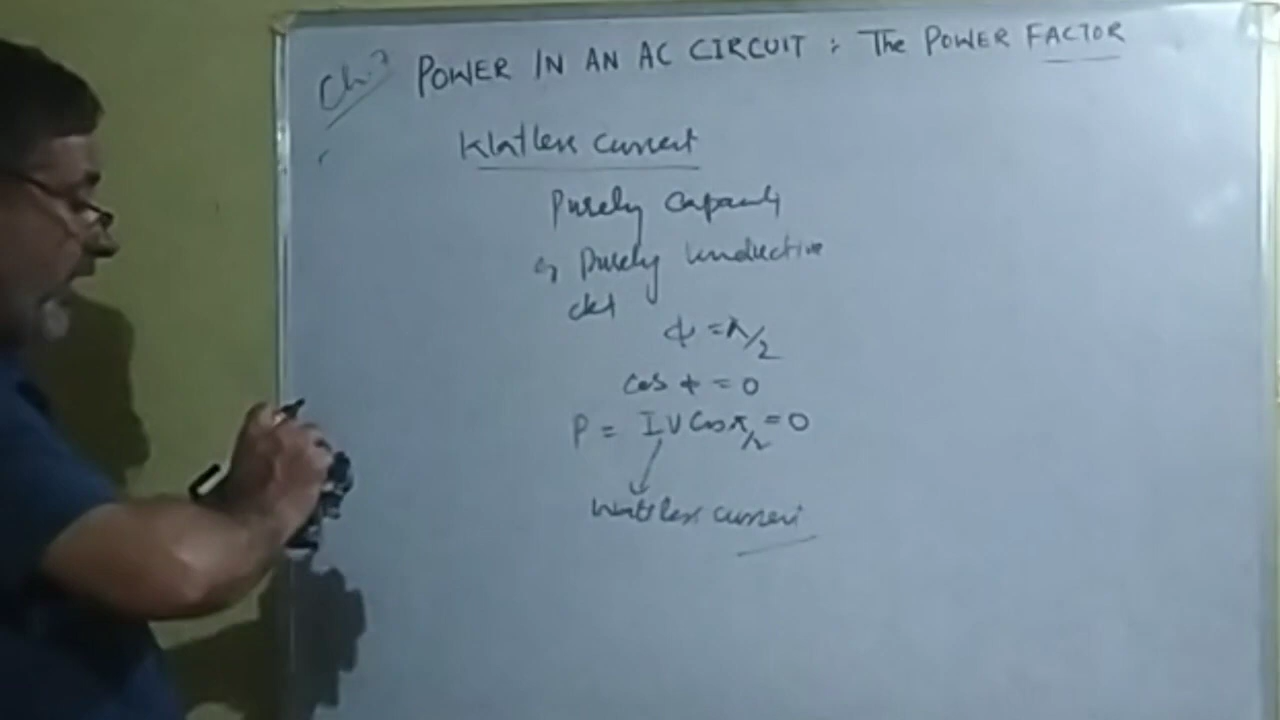 Ch-7 POWER IN AN AC CIRCUIT : The POWER FACTOR
Wattless current
Purely
or Purely inductive
ckt
ϕ = π/2
Cos ϕ = 0
P = IV Cos π/2 = 0
Wattless current